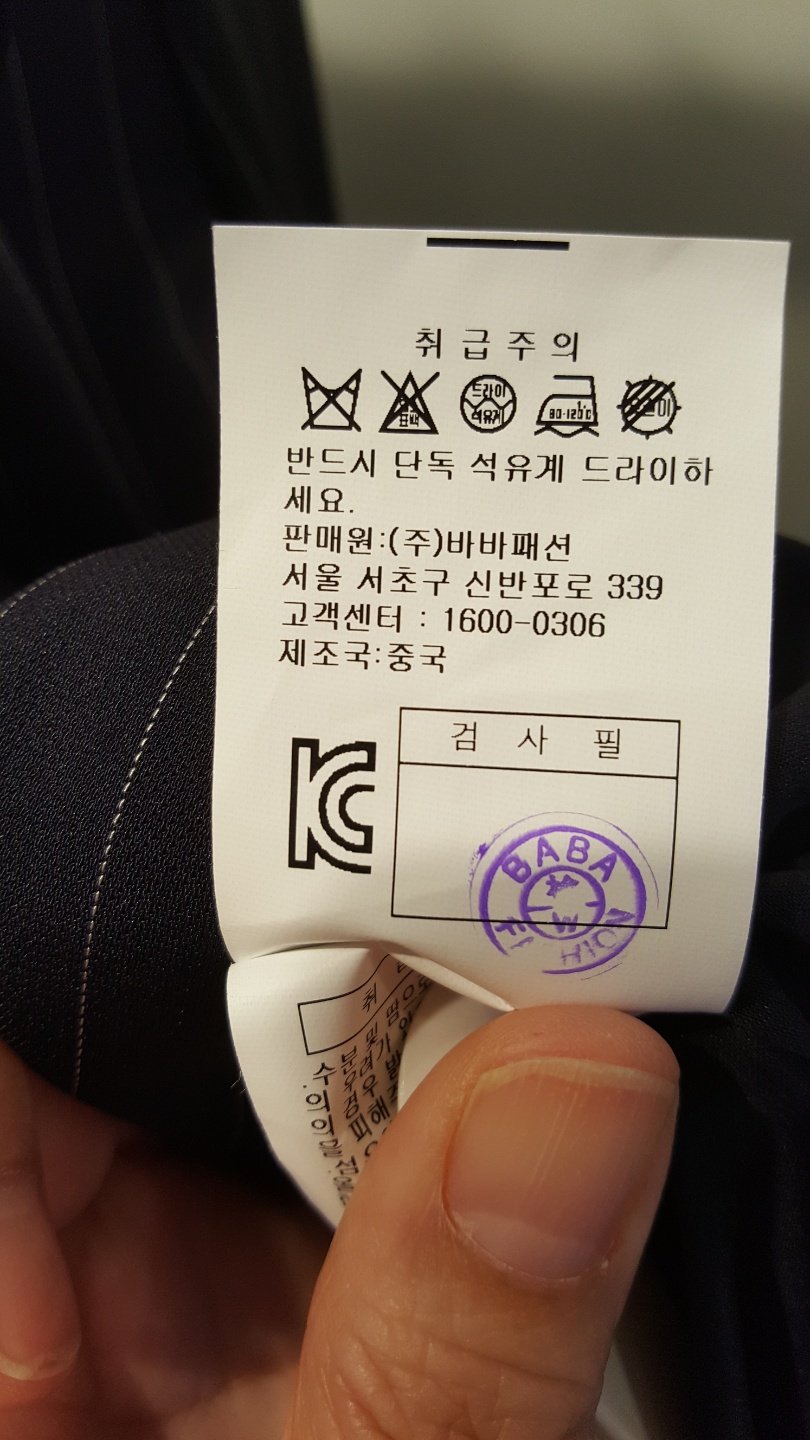 취급주의
표백
드라이
석유계
80-120℃
반드시 단독 석유계 드라이하
세요.
판매원:(주)바바패션
서울 서초구 신반포로 339
고객센터 : 1600-0306
제조국:중국
검 사 필
BABA
취